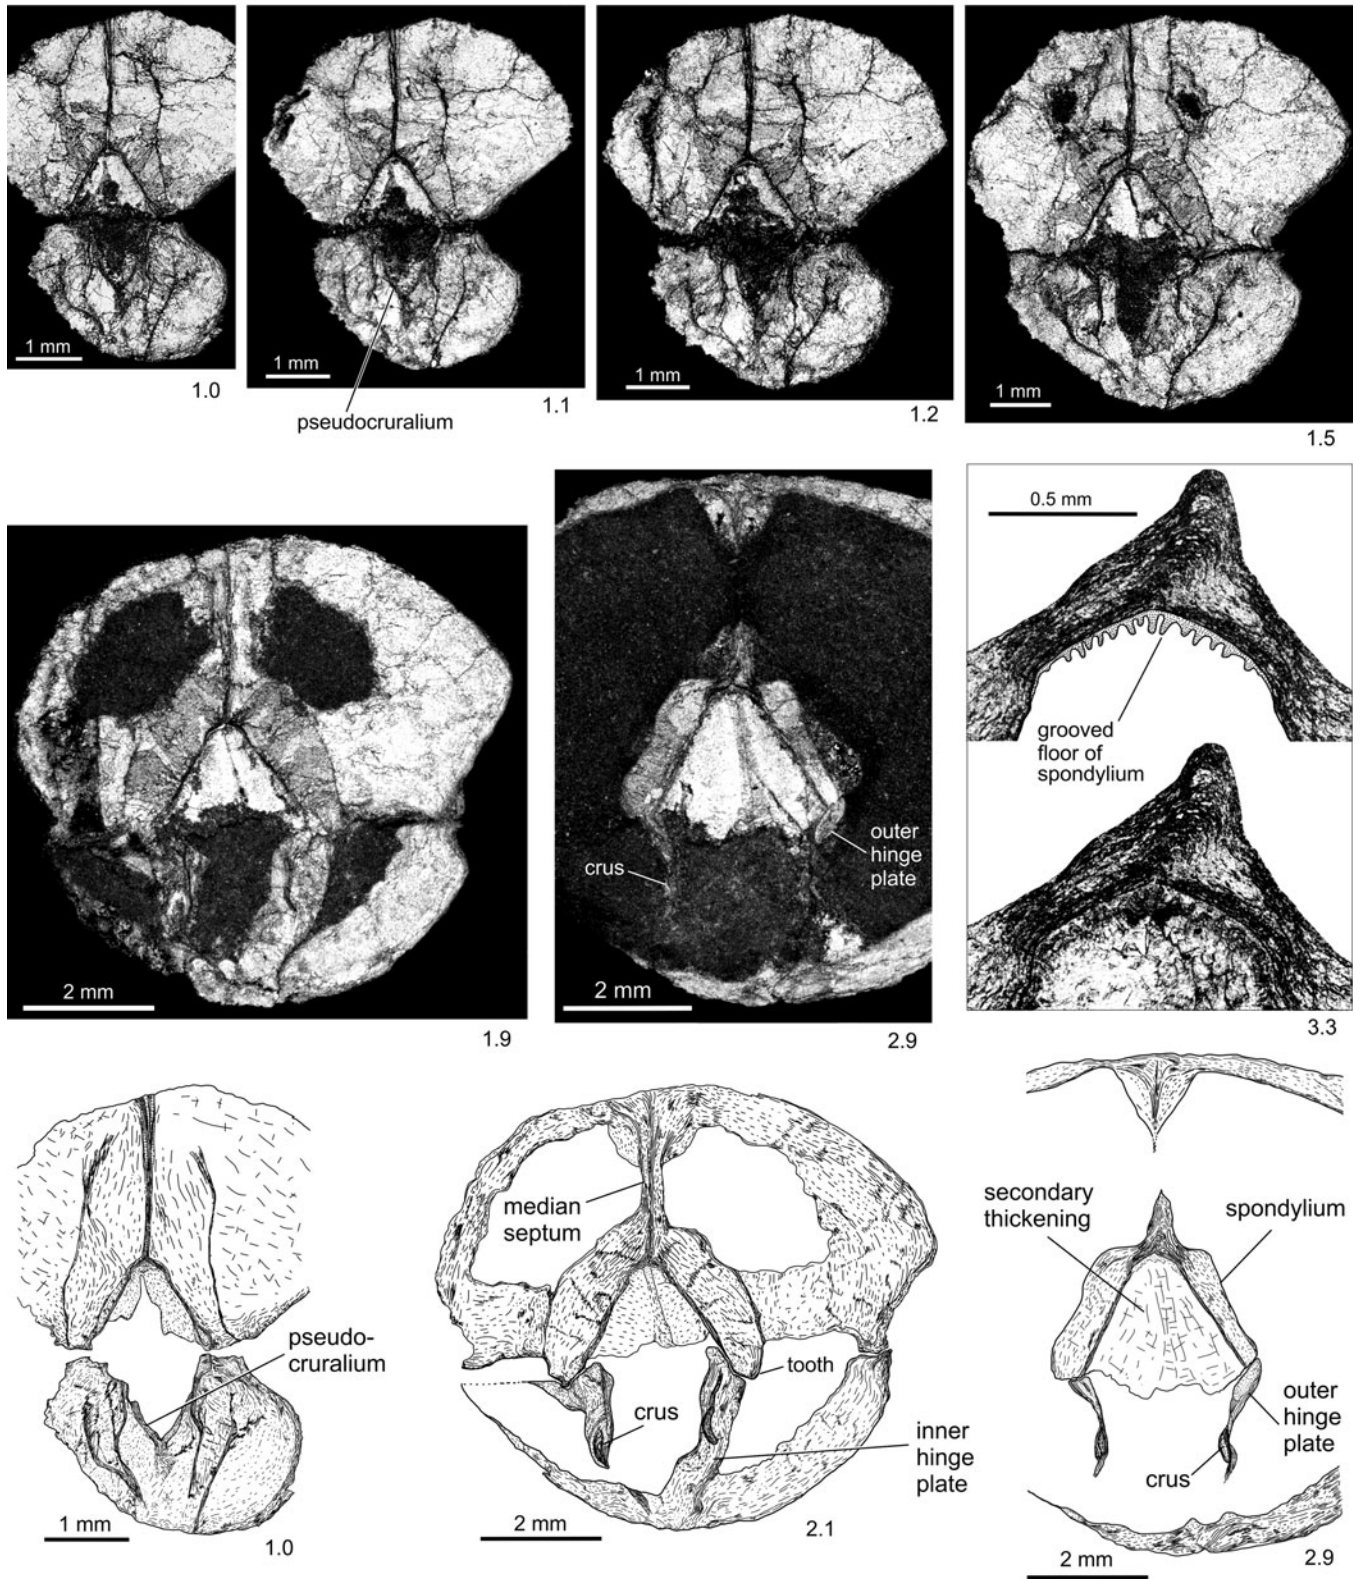 1 mm
1.0
1 mm
1.1
pseudocruralium
1 mm
1.2
1 mm
1.5
2 mm
1.9
crus
outer
hinge
plate
2 mm
2.9
0.5 mm
grooved
floor of
spondylium
3.3
pseudo-
cruralium
1 mm
1.0
median
septum
tooth
crus
inner
hinge
plate
2 mm
2.1
secondary
thickening
spondylium
outer
hinge
plate
crus
2 mm
2.9